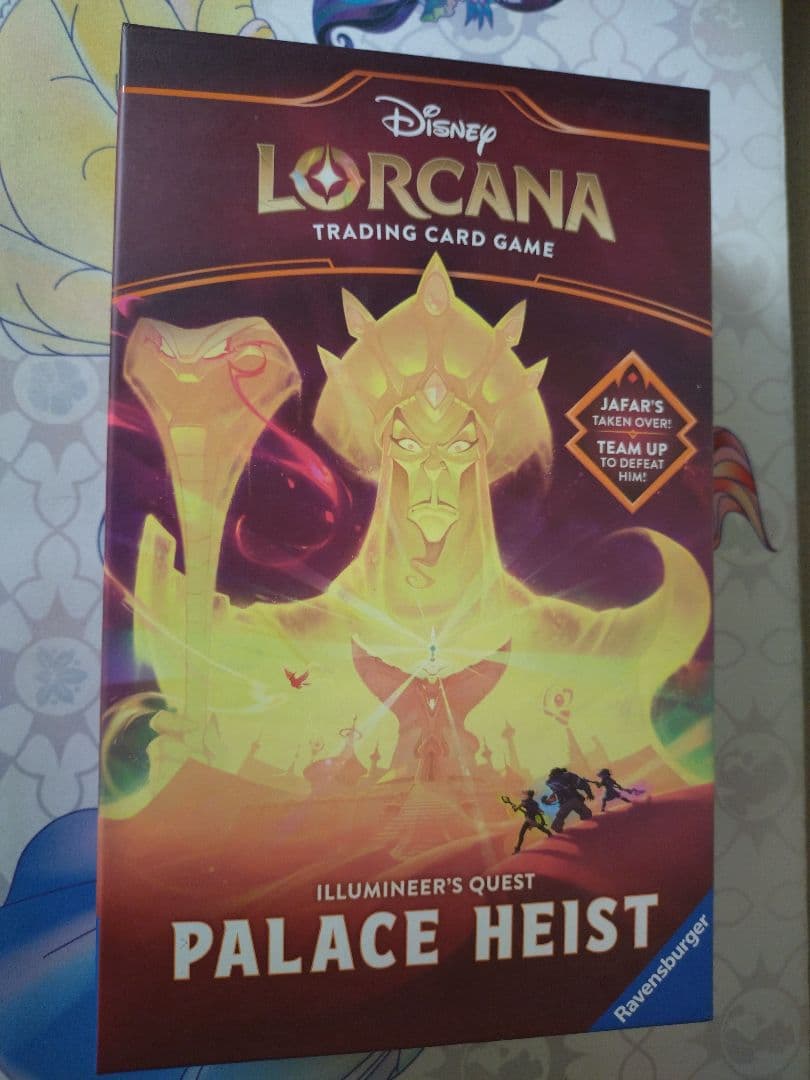 Disney
LORCANA
TRADING CARD GAME
JAFAR'S
TAKEN OVER!
TEAM UP
TO DEFEAT
HIM!
ILLUMINEER'S QUEST
PALACE HEIST
Ravensburger